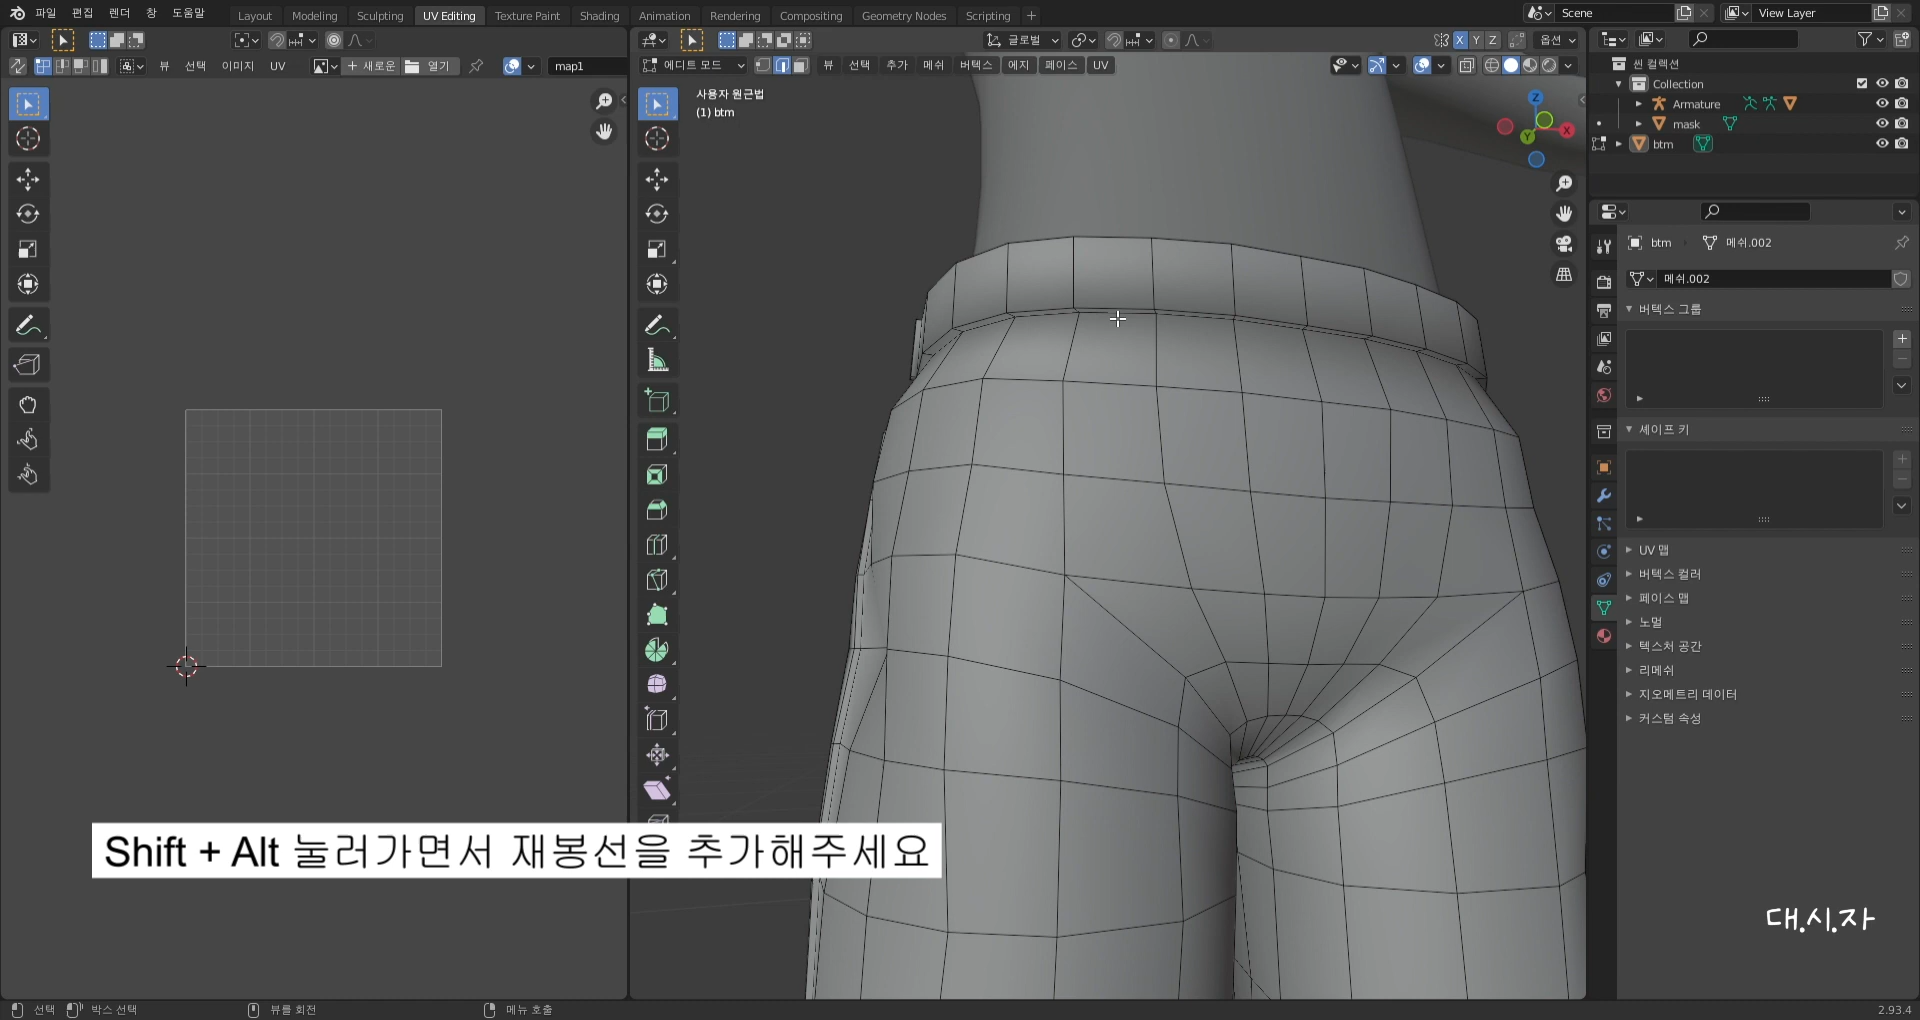 파일 편집 렌더 창 도움말 Layout Modeling Sculpting UV Editing Texture Paint Shading Animation Rendering Compositing Geometry Nodes Scripting + Scene View Layer
글로벌 X Y Z 옵션
뷰 선택 이미지 UV + 새로운 열기 map1 에디트 모드 뷰 선택 추가 메쉬 버텍스 에지 페이스 UV
씬 컬렉션
Collection
Armature
mask
btm
사용자 원근법
(1) btm
Z
X
Y
btm 메쉬.002
메쉬.002
버텍스 그룹
셰이프 키
UV 맵
버텍스 컬러
페이스 맵
노멀
텍스처 공간
리메쉬
지오메트리 데이터
커스텀 속성
Shift + Alt 눌러가면서 재봉선을 추가해주세요
대.시.자
선택 박스 선택 뷰를 회전 메뉴 호출 2.93.4